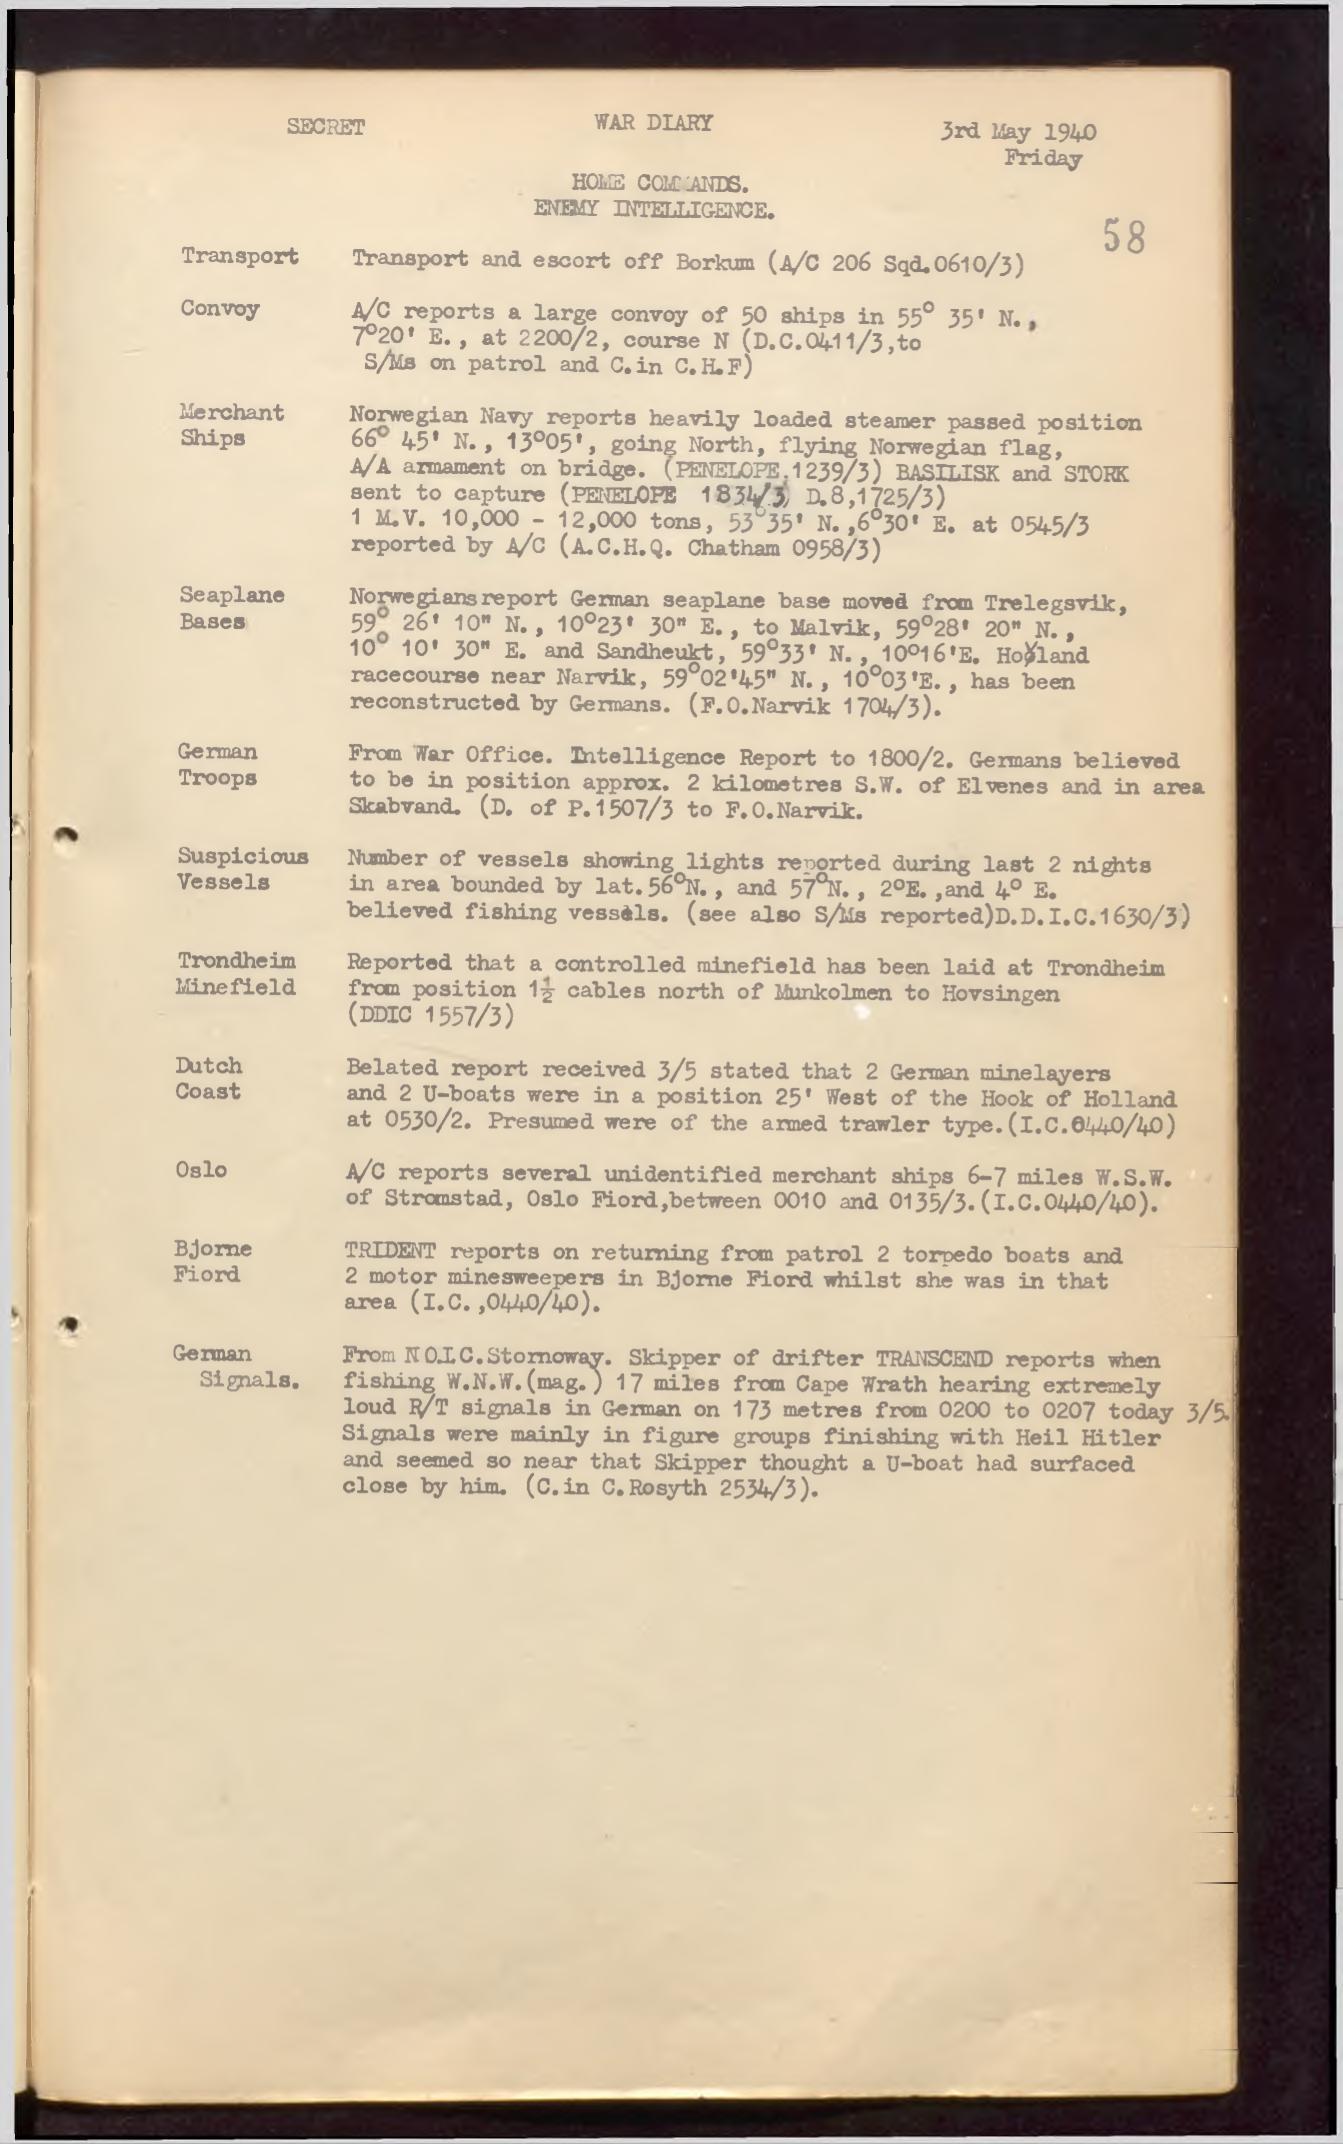 SECRET WAR DIARY 3rd May 1940
Friday
HOME COMMANDS.
ENEMY INTELLIGENCE.
58
Transport Transport and escort off Borkum (A/C 206 Sqd.0610/3)
Convoy A/C reports a large convoy of 50 ships in 55° 35' N.,
7°20' E., at 2200/2, course N (D.C.0411/3,to
S/Ms on patrol and C.in C.H.F)
Merchant Norwegian Navy reports heavily loaded steamer passed position
Ships 66° 45' N., 13°05', going North, flying Norwegian flag,
A/A armament on bridge. (PENELOPE.1239/3) BASILISK and STORK
sent to capture (PENELOPE 1834/3, D.8,1725/3)
1 M.V. 10,000 - 12,000 tons, 53°35' N.,6°30' E. at 0545/3
reported by A/C (A.C.H.Q. Chatham 0958/3)
Seaplane Norwegians report German seaplane base moved from Trelegsvik,
Bases 59° 26' 10" N., 10°23' 30" E., to Malvik, 59°28' 20" N.,
10° 10' 30" E. and Sandheukt, 59°33' N., 10°16'E. Hoyland
racecourse near Narvik, 59°02'45" N., 10°03'E., has been
reconstructed by Germans. (F.O.Narvik 1704/3).
German From War Office. Intelligence Report to 1800/2. Germans believed
Troops to be in position approx. 2 kilometres S.W. of Elvenes and in area
Skabvand. (D. of P.1507/3 to F.O.Narvik.
Suspicious Number of vessels showing lights reported during last 2 nights
Vessels in area bounded by lat.56°N., and 57°N., 2°E.,and 4° E.
believed fishing vessels. (see also S/Ms reported)D.D.I.C.1630/3)
Trondheim Reported that a controlled minefield has been laid at Trondheim
Minefield from position 1½ cables north of Munkolmen to Hovsingen
(DDIC 1557/3)
Dutch Belated report received 3/5 stated that 2 German minelayers
Coast and 2 U-boats were in a position 25' West of the Hook of Holland
at 0530/2. Presumed were of the armed trawler type.(I.C.0440/40)
Oslo A/C reports several unidentified merchant ships 6-7 miles W.S.W.
of Stromstad, Oslo Fiord,between 0010 and 0135/3.(I.C.0440/40).
Bjorne TRIDENT reports on returning from patrol 2 torpedo boats and
Fiord 2 motor minesweepers in Bjorne Fiord whilst she was in that
area (I.C.,0440/40).
German From N.O.I.C.Stornoway. Skipper of drifter TRANSCEND reports when
Signals. fishing W.N.W.(mag.) 17 miles from Cape Wrath hearing extremely
loud R/T signals in German on 173 metres from 0200 to 0207 today 3/5.
Signals were mainly in figure groups finishing with Heil Hitler
and seemed so near that Skipper thought a U-boat had surfaced
close by him. (C.in C.Rosyth 2534/3).